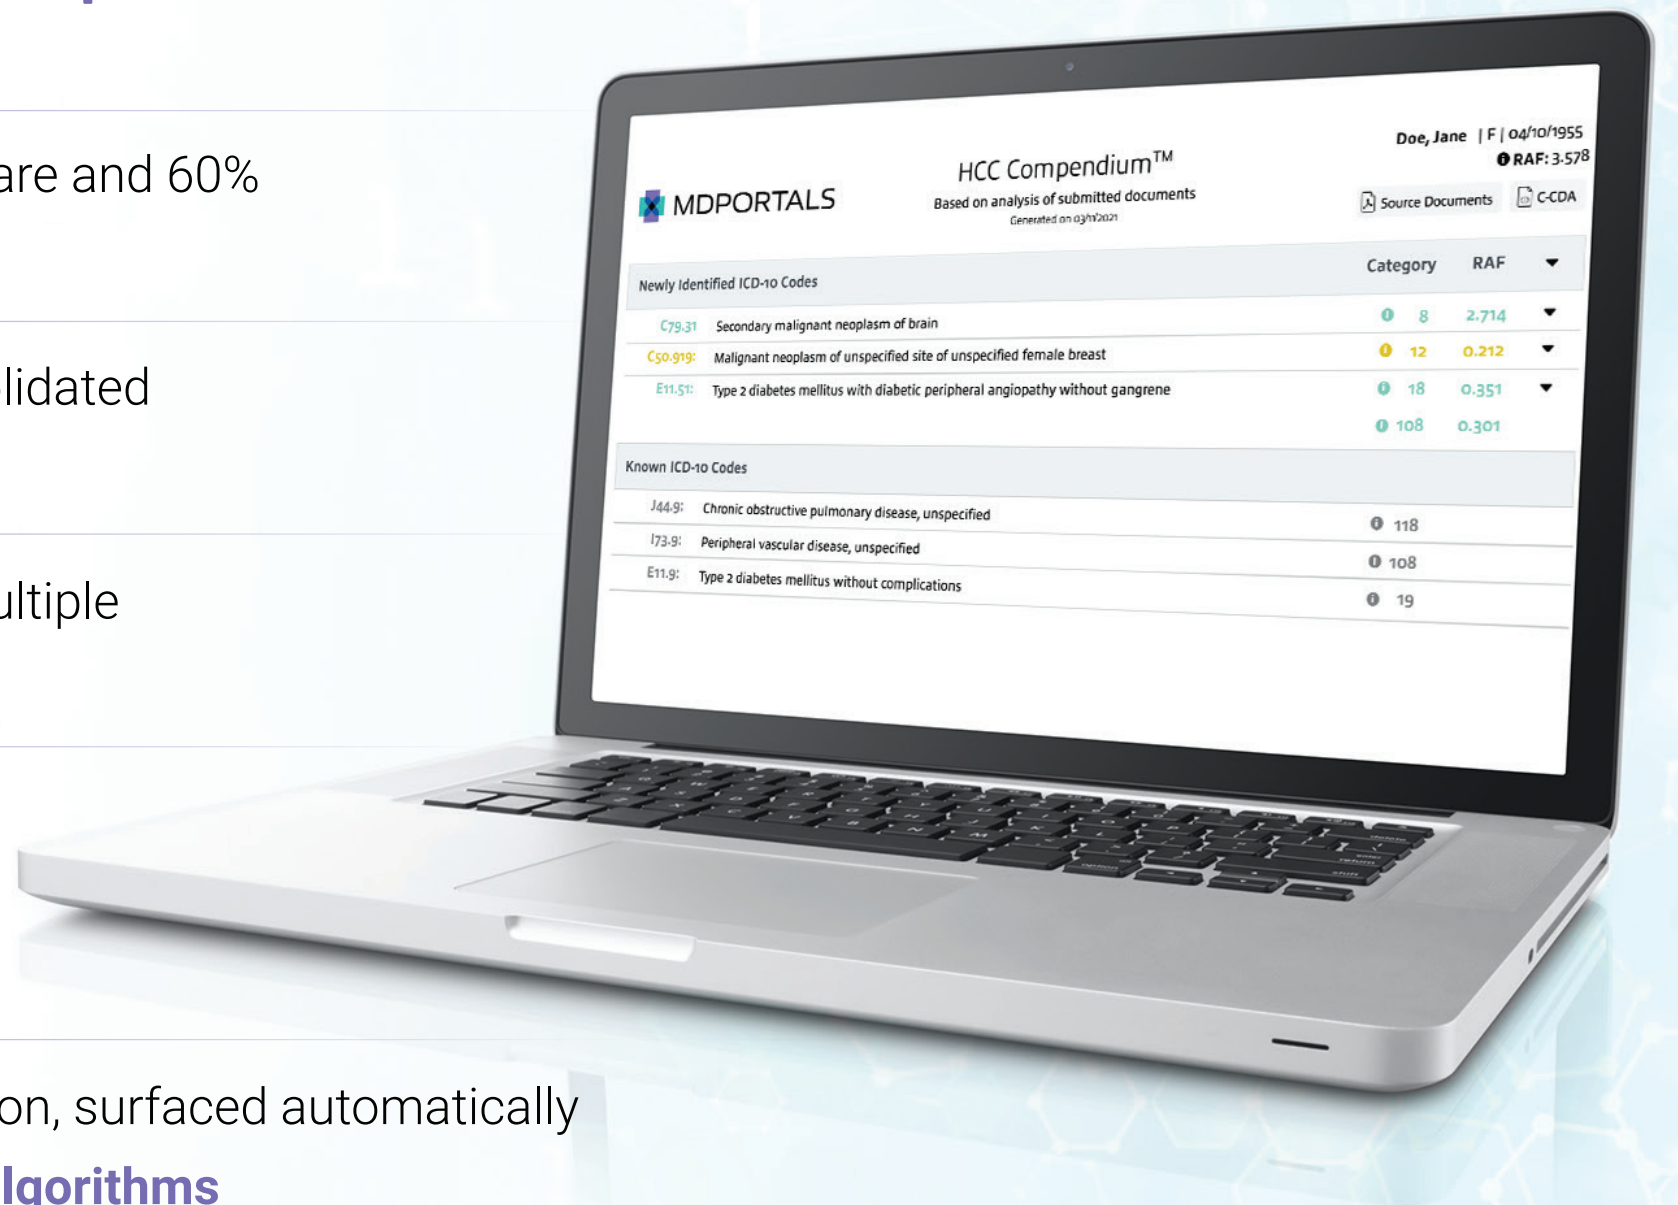 are and 60%
lidated
ultiple
on, surfaced automatically
lgorithms
MDPORTALS
HCC Compendium™
Based on analysis of submitted documents
Generated on 03/11/2021
Doe, Jane | F | 04/10/1955
RAF: 3.578
Source Documents C-CDA
Newly Identified ICD-10 Codes Category RAF
C79.31 Secondary malignant neoplasm of brain 8 2.714
C50.919: Malignant neoplasm of unspecified site of unspecified female breast 12 0.212
E11.51: Type 2 diabetes mellitus with diabetic peripheral angiopathy without gangrene 18 0.351
108 0.301
Known ICD-10 Codes
J44.9: Chronic obstructive pulmonary disease, unspecified 118
I73.9: Peripheral vascular disease, unspecified 108
E11.9: Type 2 diabetes mellitus without complications 19